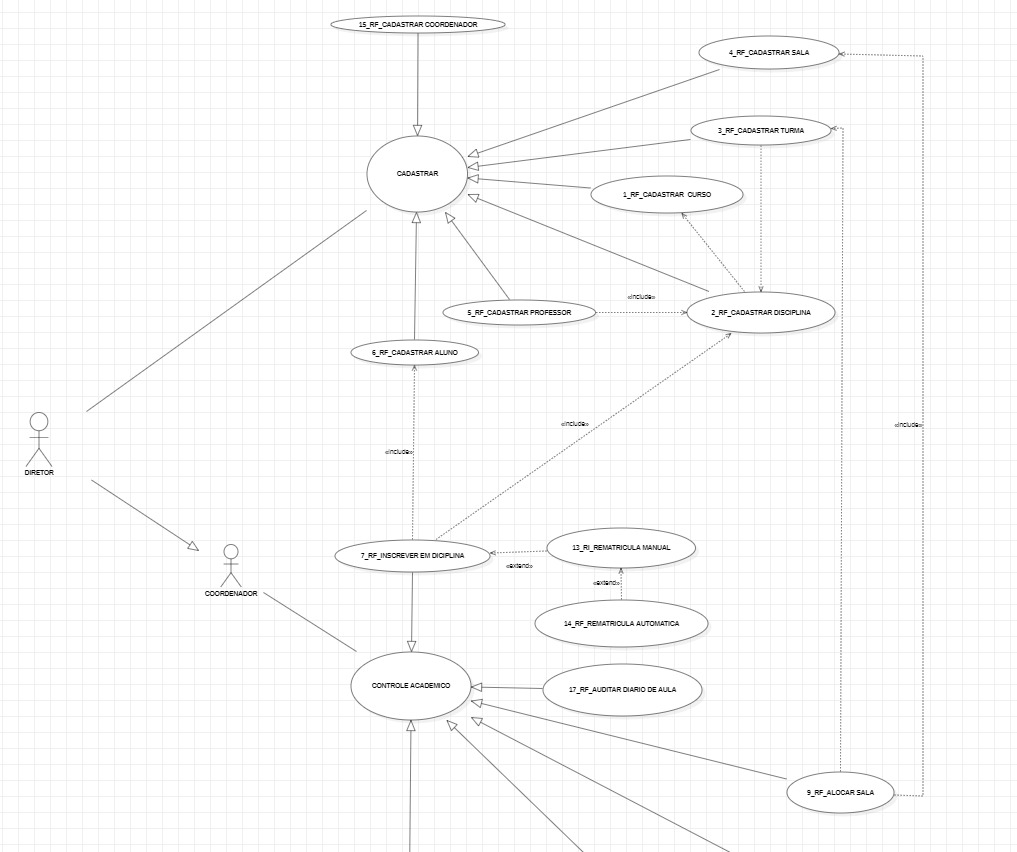 15_RF_CADASTRAR COORDENADOR
4_RF_CADASTRAR SALA
3_RF_CADASTRAR TURMA
CADASTRAR
1_RF_CADASTRAR CURSO
«include»
5_RF_CADASTRAR PROFESSOR
2_RF_CADASTRAR DISCIPLINA
6_RF_CADASTRAR ALUNO
«include»
«include»
«include»
DIRETOR
13_RI_REMATRICULA MANUAL
7_RF_INSCREVER EM DICIPLINA
«extend»
«extend»
COORDENADOR
14_RF_REMATRICULA AUTOMATICA
CONTROLE ACADEMICO
17_RF_AUDITAR DIARIO DE AULA
9_RF_ALOCAR SALA